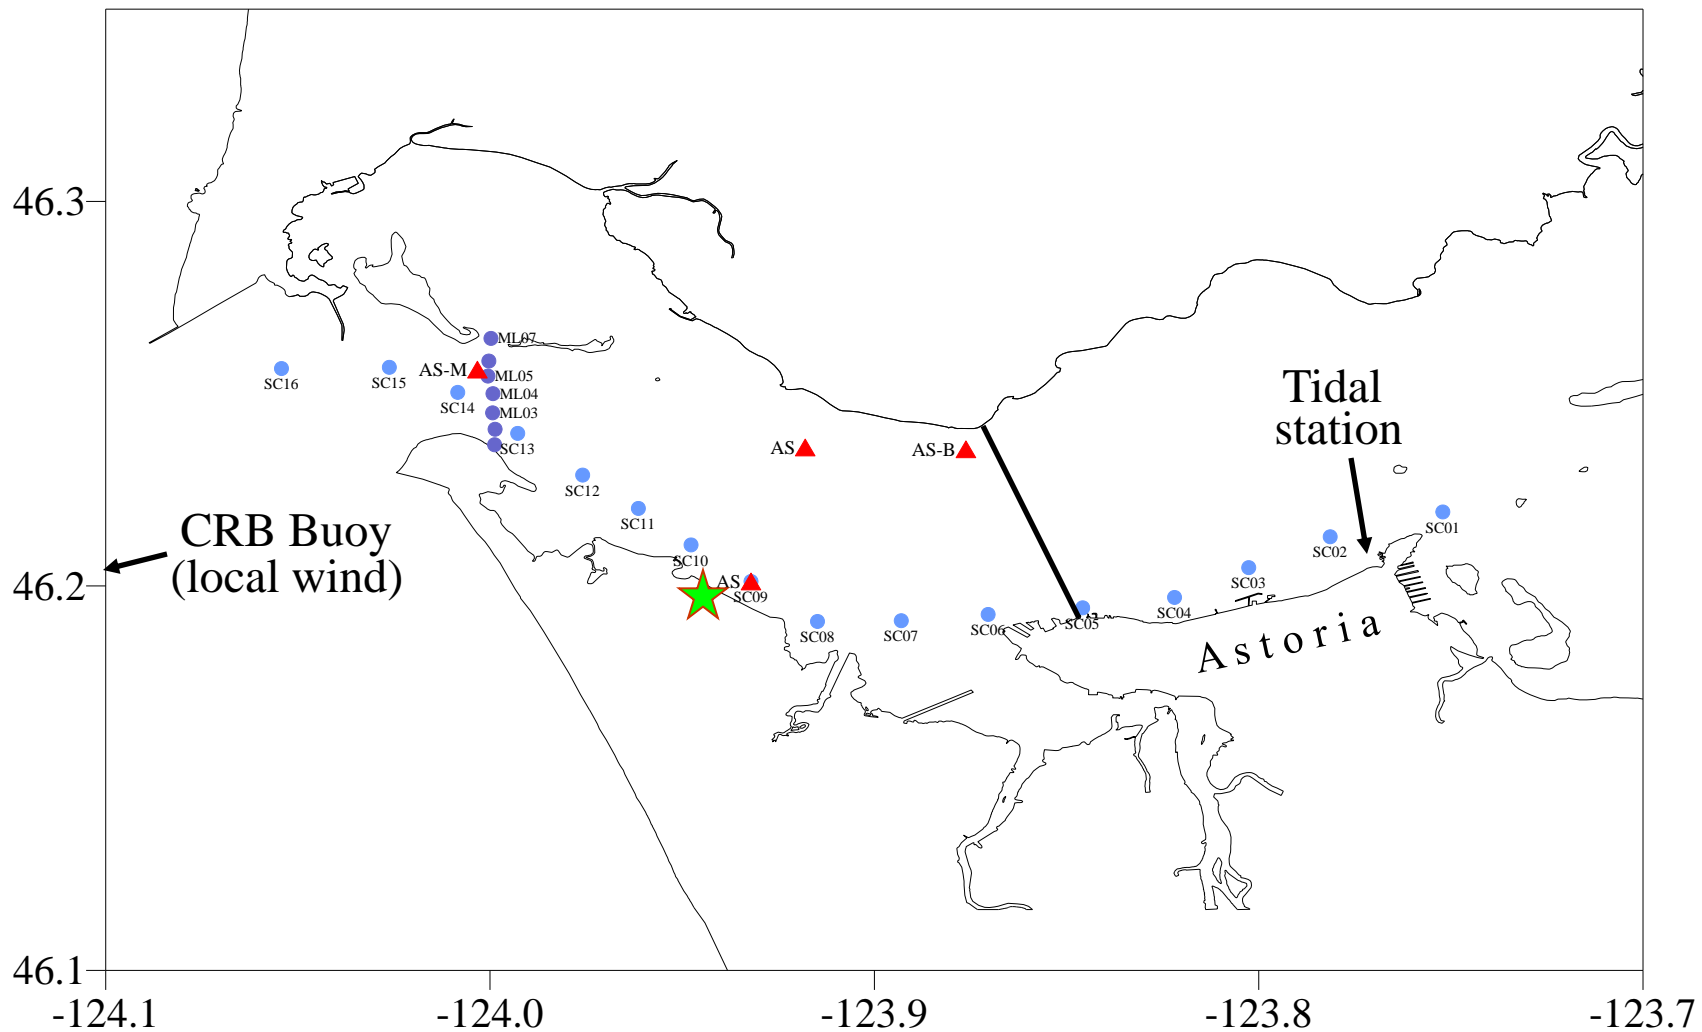 46.3
ML07
AS-M
ML05
SC16
SC15
ML04
SC14
ML03
SC13
Tidal
station
AS
AS-B
SC12
SC11
CRB Buoy
(local wind)
SC01
SC02
SC10
46.2
AS
SC09
SC03
SC04
SC05
SC06
SC07
SC08
Astoria
46.1
-124.1
-124.0
-123.9
-123.8
-123.7